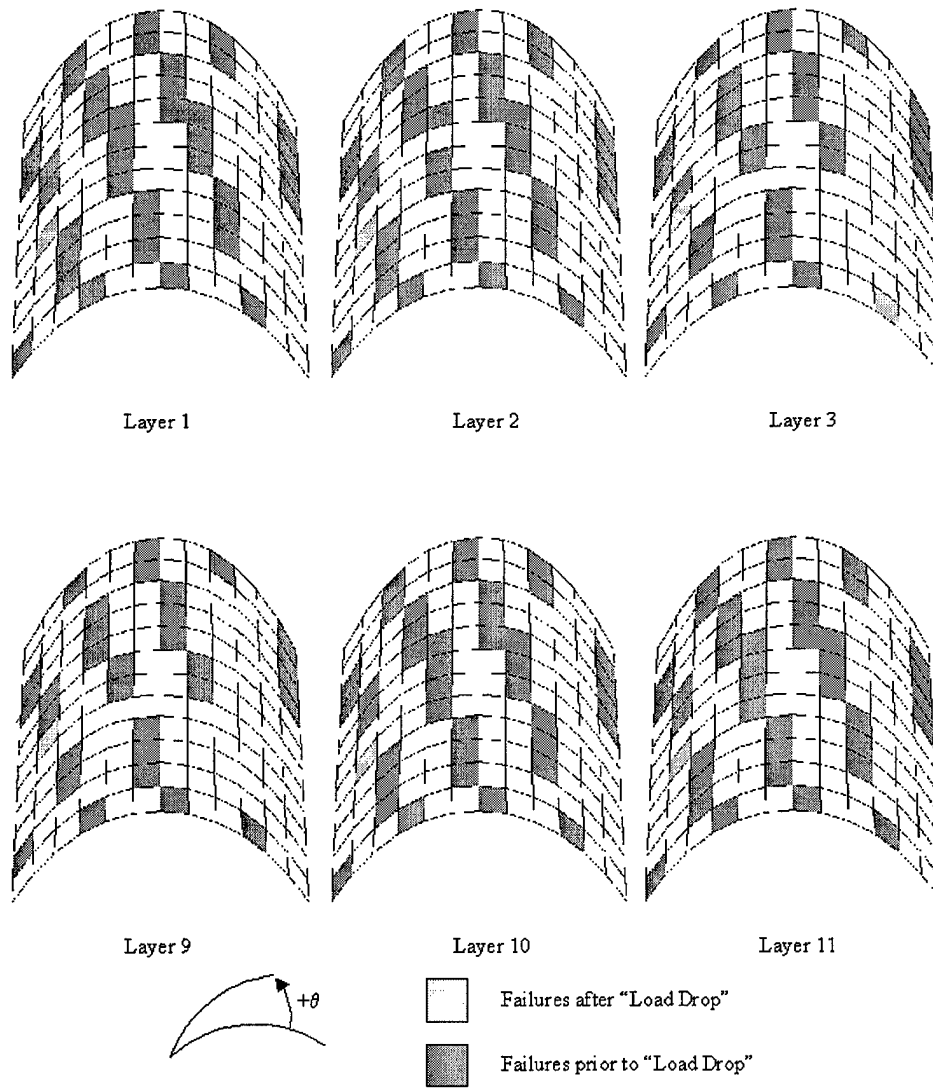 Layer 1
Layer 2
Layer 3
Layer 9
Layer 10
Layer 11
+θ
Failures after “Load Drop”
Failures prior to “Load Drop”